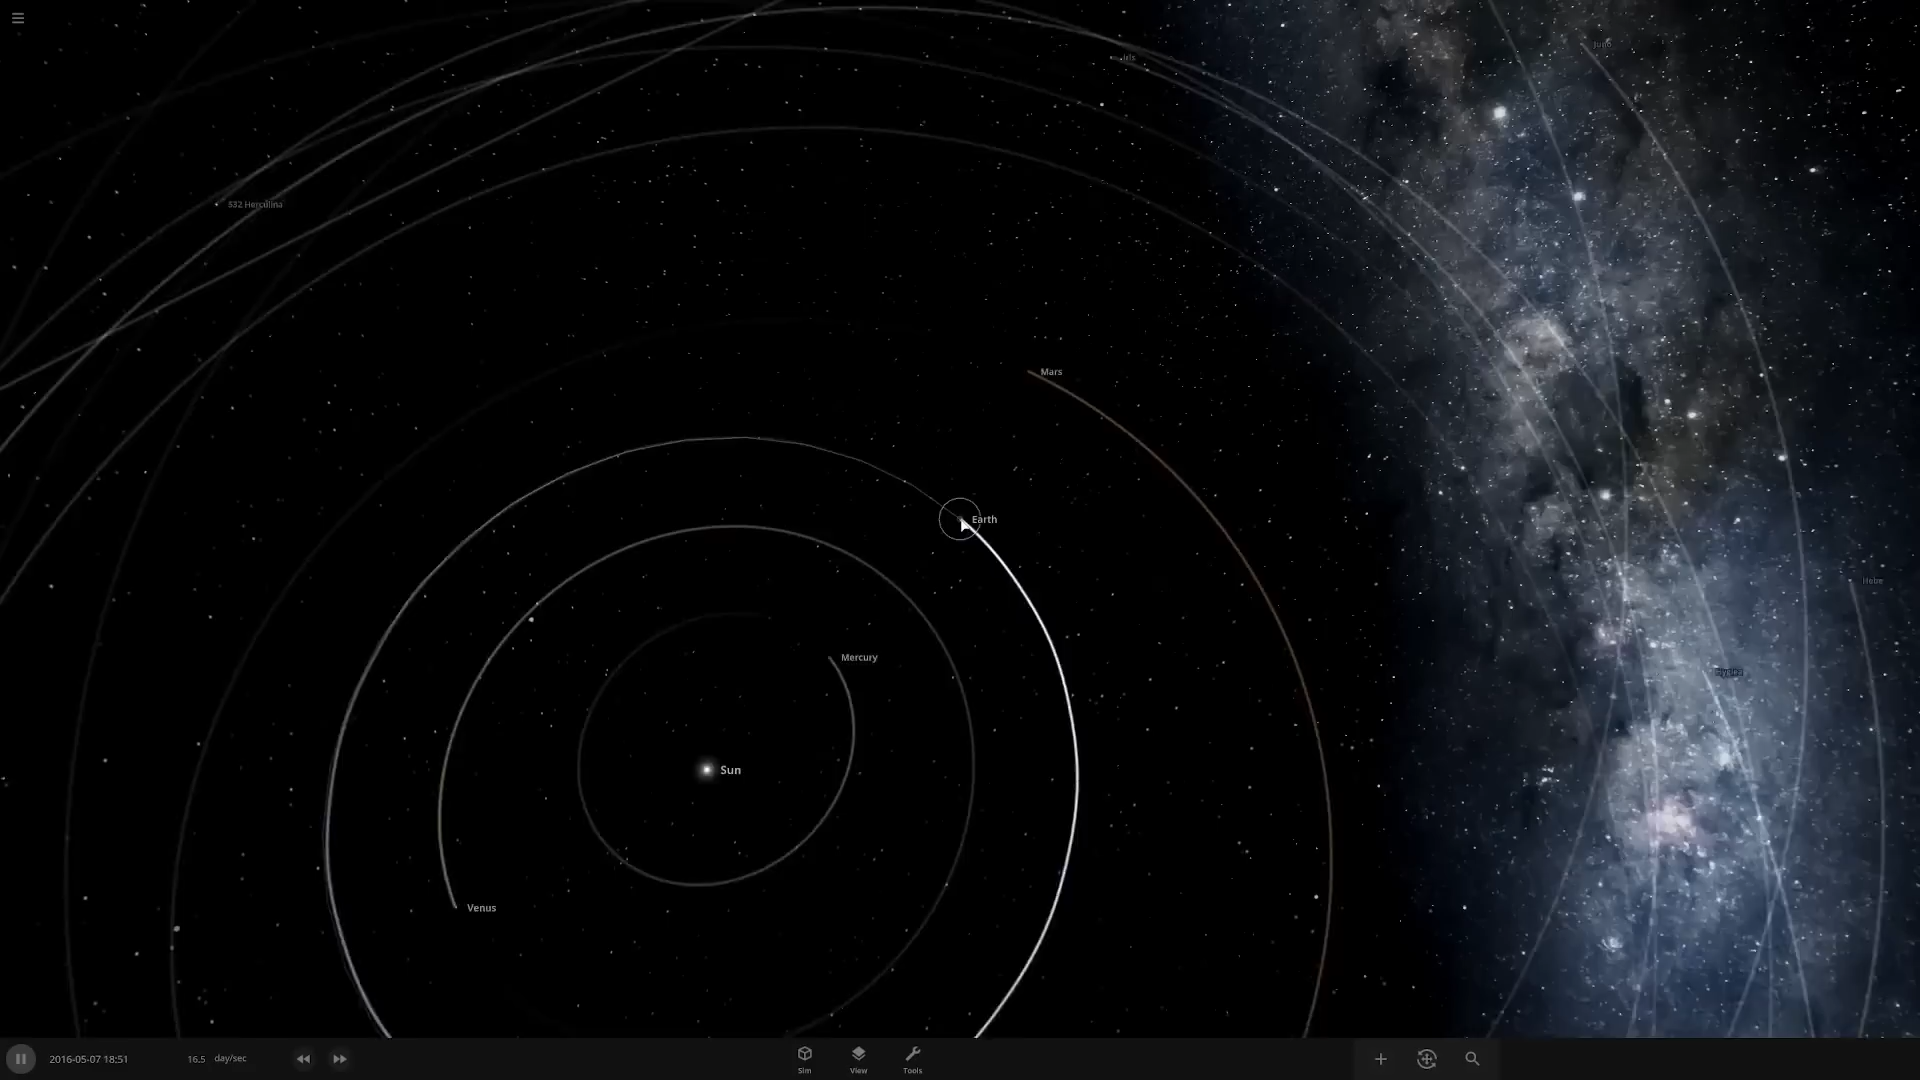 Juno
Iris
532 Herculina
Mars
Earth
Hebe
Mercury
Hygiea
Sun
Venus
2016-05-07 18:51
16.5 day/sec
Sim
View
Tools